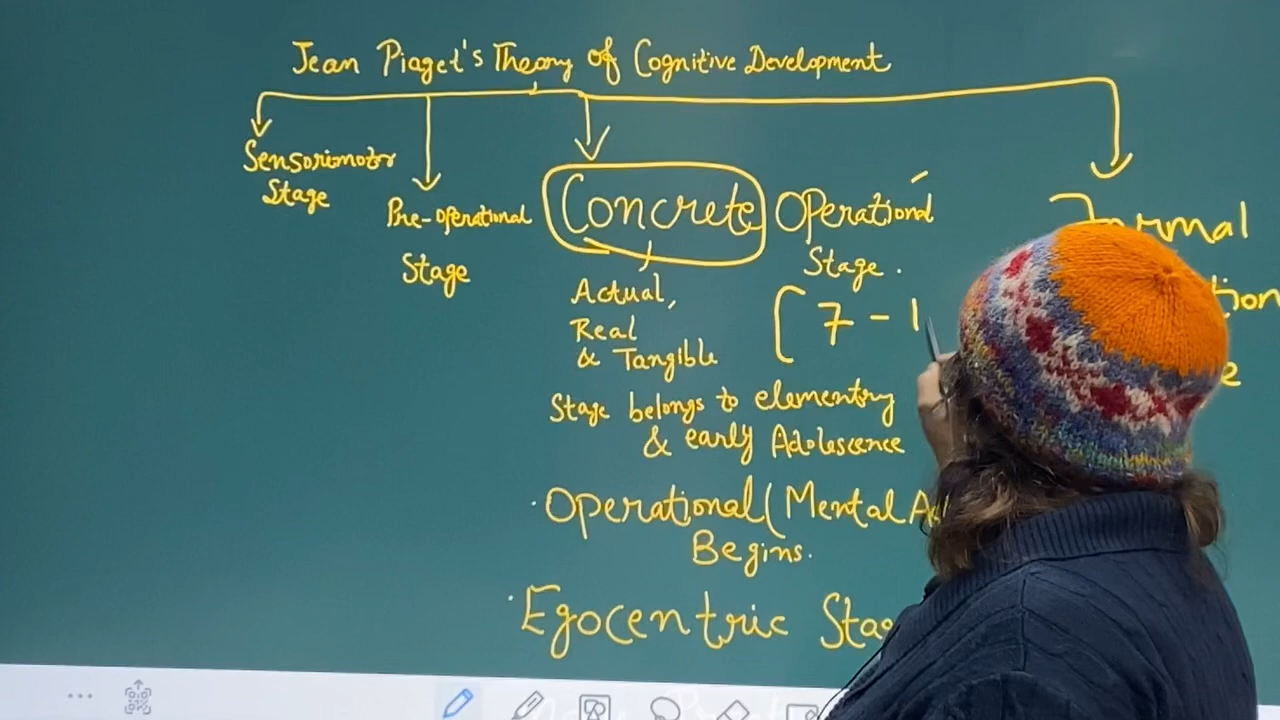 Jean Piaget's Theory of Cognitive Development
Sensorimotor
Stage
Pre-operational
Stage
Concrete Operational
Stage.
Actual,
Real
& Tangible
[7-1
Stage belongs to elementry
& early Adolescence
· Operational (Mental
Begins.
· Egocentric